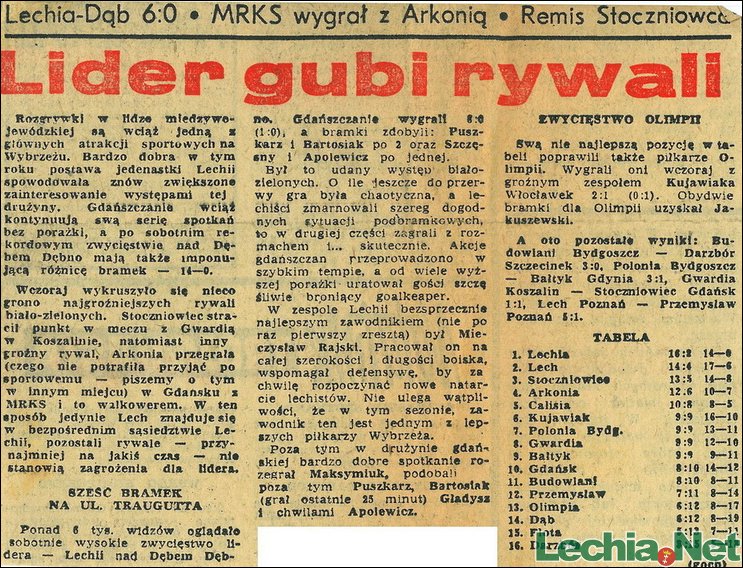 Lechia-Dąb 6:0 • MRKS wygrał z Arkonią • Remis Stoczniowca
Lider gubi rywali
Rozgrywki w lidze międzywo-
jewódzkiej są wciąż jedną z
głównych atrakcji sportowych na
Wybrzeżu. Bardzo dobra w tym
roku postawa jedenastki Lechii
spowodowała znów zwiększone
zainteresowanie występami tej
drużyny. Gdańszczanie wciąż
kontynuują swą serię spotkań
bez porażki, a po sobotnim re-
kordowym zwycięstwie nad Dę-
bem Dębno mają także imponu-
jącą różnicę bramek — 14—0.
Wczoraj wykruszyło się nieco
grono najgroźniejszych rywali
biało-zielonych. Stoczniowiec stra-
cił punkt w meczu z Gwardią
w Koszalinie, natomiast inny
groźny rywal, Arkonia przegrała
(czego nie potrafiła przyjąć po
sportowemu — piszemy o tym
w innym miejscu) w Gdańsku z
MRKS i to walkowerem. W ten
sposób jedynie Lech znajduje się
w bezpośrednim sąsiedztwie Le-
chii, pozostali rywale — przy-
najmniej na jakiś czas — nie
stanowią zagrożenia dla lidera.
SZEŚĆ BRAMEK
NA UL. TRAUGUTTA
Ponad 6 tys. widzów oglądało
sobotnie wysokie zwycięstwo li-
dera — Lechii nad Dębem Dęb-
no. Gdańszczanie wygrali 6:0
(1:0), a bramki zdobyli: Pusz-
karz i Bartosiak po 2 oraz Szczę-
sny i Apolewicz po jednej.
Był to udany występ biało-
zielonych. O ile jeszcze do przer-
wy gra była chaotyczna, a le-
chiści zmarnowali szereg dogod-
nych sytuacji podbramkowych,
to w drugiej części zagrali z roz-
machem i... skutecznie. Akcje
gdańszczan przeprowadzono w
szybkim tempie, a od wiele wyż-
szej porażki uratował gości szczę
śliwie broniący goalkeaper.
W zespole Lechii bezsprzecznie
najlepszym zawodnikiem (nie po
raz pierwszy zresztą) był Mie-
czysław Rajski. Pracował on na
całej szerokości i długości boiska,
wspomagał defensywę, by za
chwilę rozpoczynać nowe natar-
cie lechistów. Nie ulega wątpli-
wości, że w tym sezonie, za-
wodnik ten jest jednym z lep-
szych piłkarzy Wybrzeża.
Poza tym w drużynie gdań-
skiej bardzo dobre spotkanie ro-
zegrał Maksymiuk, podobali
poza tym Puszkarz, Bartosiak
(grał ostatnie 25 minut) Gładysz
i chwilami Apolewicz.
ZWYCIĘSTWO OLIMPII
Swą nie najlepszą pozycję w ta-
beli poprawili także piłkarze O-
limpii. Wygrali oni wczoraj z
groźnym zespołem Kujawiaka
Włocławek 2:1 (0:1). Obydwie
bramki dla Olimpii uzyskał Ja-
kuszewski.
A oto pozostałe wyniki: Bu-
dowlani Bydgoszcz — Darzbór
Szczecinek 3:0, Polonia Bydgoszcz
— Bałtyk Gdynia 3:1, Gwardia
Koszalin — Stoczniowiec Gdańsk
1:1, Lech Poznań — Przemysław
Poznań 5:1.
TABELA
1. Lechia 16:2 14—0
2. Lech 14:4 17—6
3. Stoczniowiec 13:5 14—8
4. Arkonia 12:6 10—7
5. Calisia 10:8 8—5
6. Kujawiak 9:9 16—10
7. Polonia Bydg. 9:9 13—11
8. Gwardia 9:9 12—10
9. Bałtyk 9:9 11—11
10. Gdańsk 8:10 14—12
11. Budowlani 8:10 8—11
12. Przemysław 7:11 8—14
13. Olimpia 6:12 8—17
14. Dąb 6:12 8—19
15. Flota 5:13
16.
(gocp)
Lechia.Net